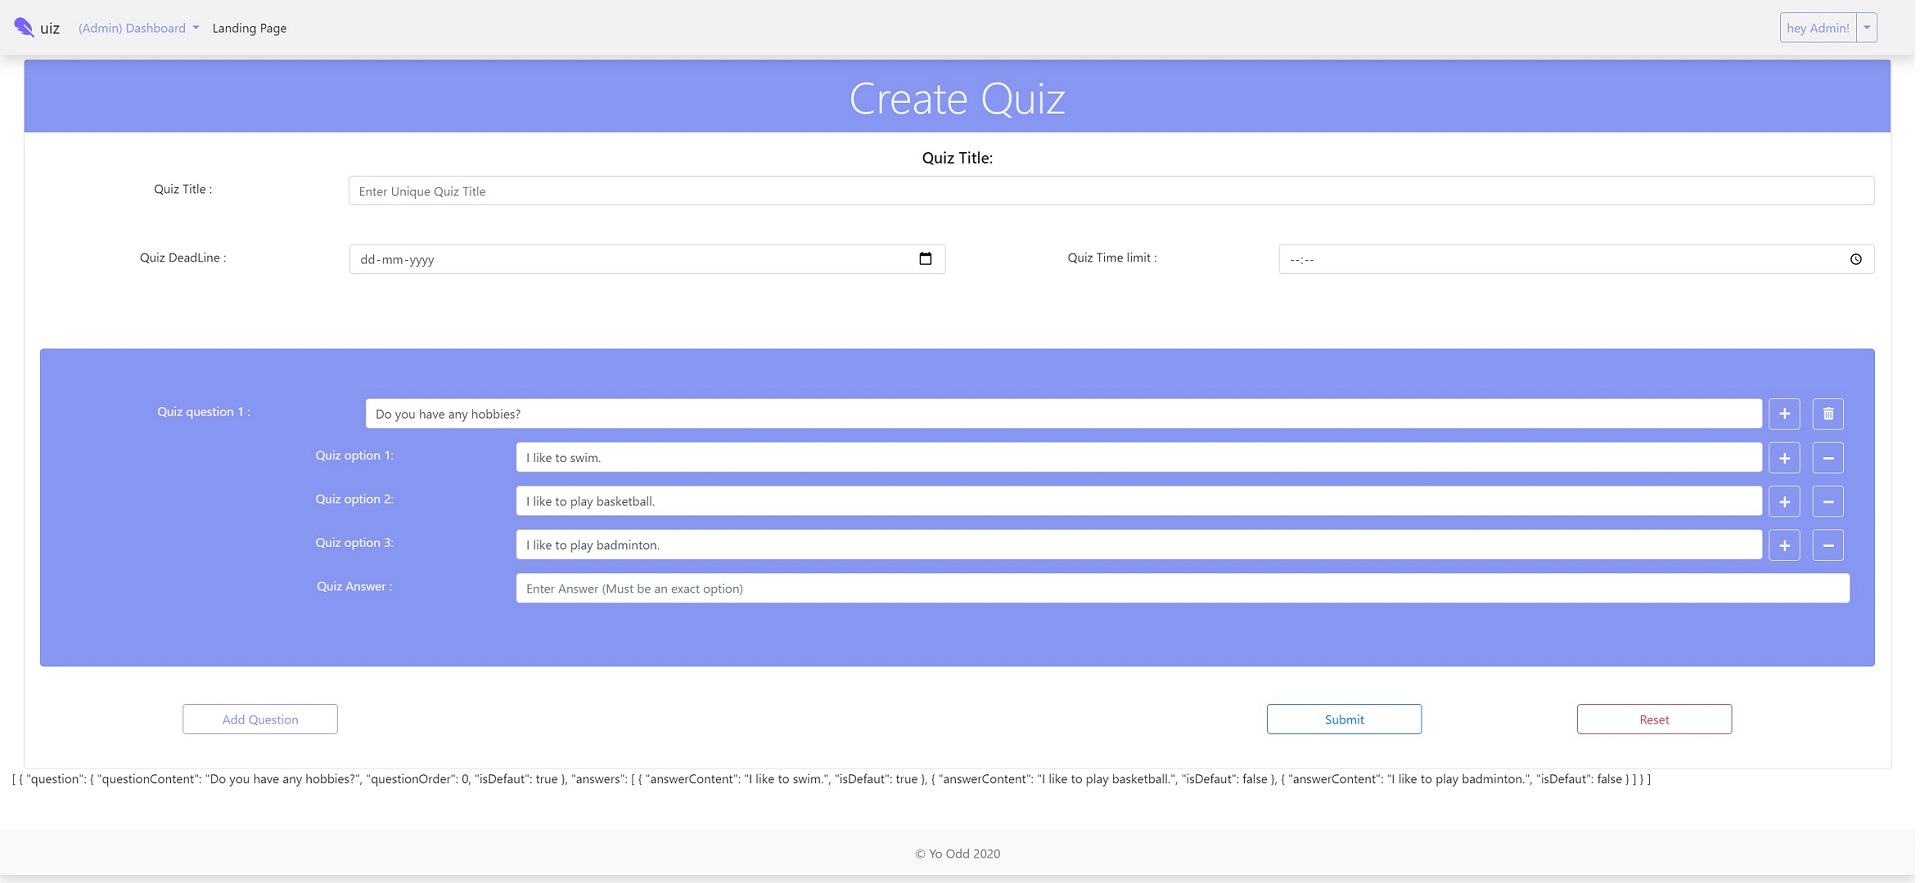 uiz (Admin) Dashboard Landing Page hey Admin!
Create Quiz
Quiz Title:
Quiz Title : Enter Unique Quiz Title
Quiz DeadLine : dd-mm-yyyy Quiz Time limit : --:--
Quiz question 1 : Do you have any hobbies?
Quiz option 1: I like to swim.
Quiz option 2: I like to play basketball.
Quiz option 3: I like to play badminton.
Quiz Answer : Enter Answer (Must be an exact option)
Add Question Submit Reset
[ { "question": { "questionContent": "Do you have any hobbies?", "questionOrder": 0, "isDefaut": true }, "answers": [ { "answerContent": "I like to swim.", "isDefaut": true }, { "answerContent": "I like to play basketball.", "isDefaut": false }, { "answerContent": "I like to play badminton.", "isDefaut": false } ] } ]
© Yo Odd 2020